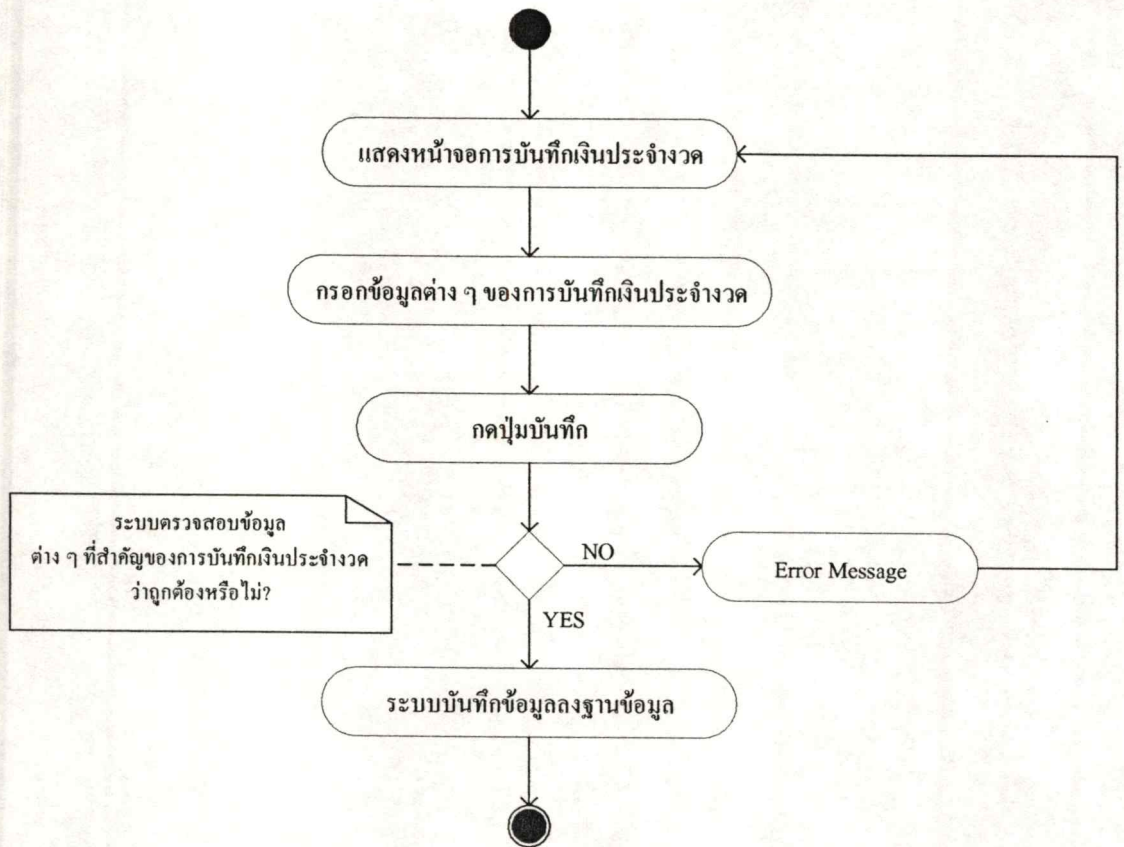 แสดงหน้าจอการบันทึกเงินประจำงวด
กรอกข้อมูลต่าง ๆ ของการบันทึกเงินประจำงวด
กดปุ่มบันทึก
ระบบตรวจสอบข้อมูล
ต่าง ๆ ที่สำคัญของการบันทึกเงินประจำงวด
ว่าถูกต้องหรือไม่?
NO
Error Message
YES
ระบบบันทึกข้อมูลลงฐานข้อมูล